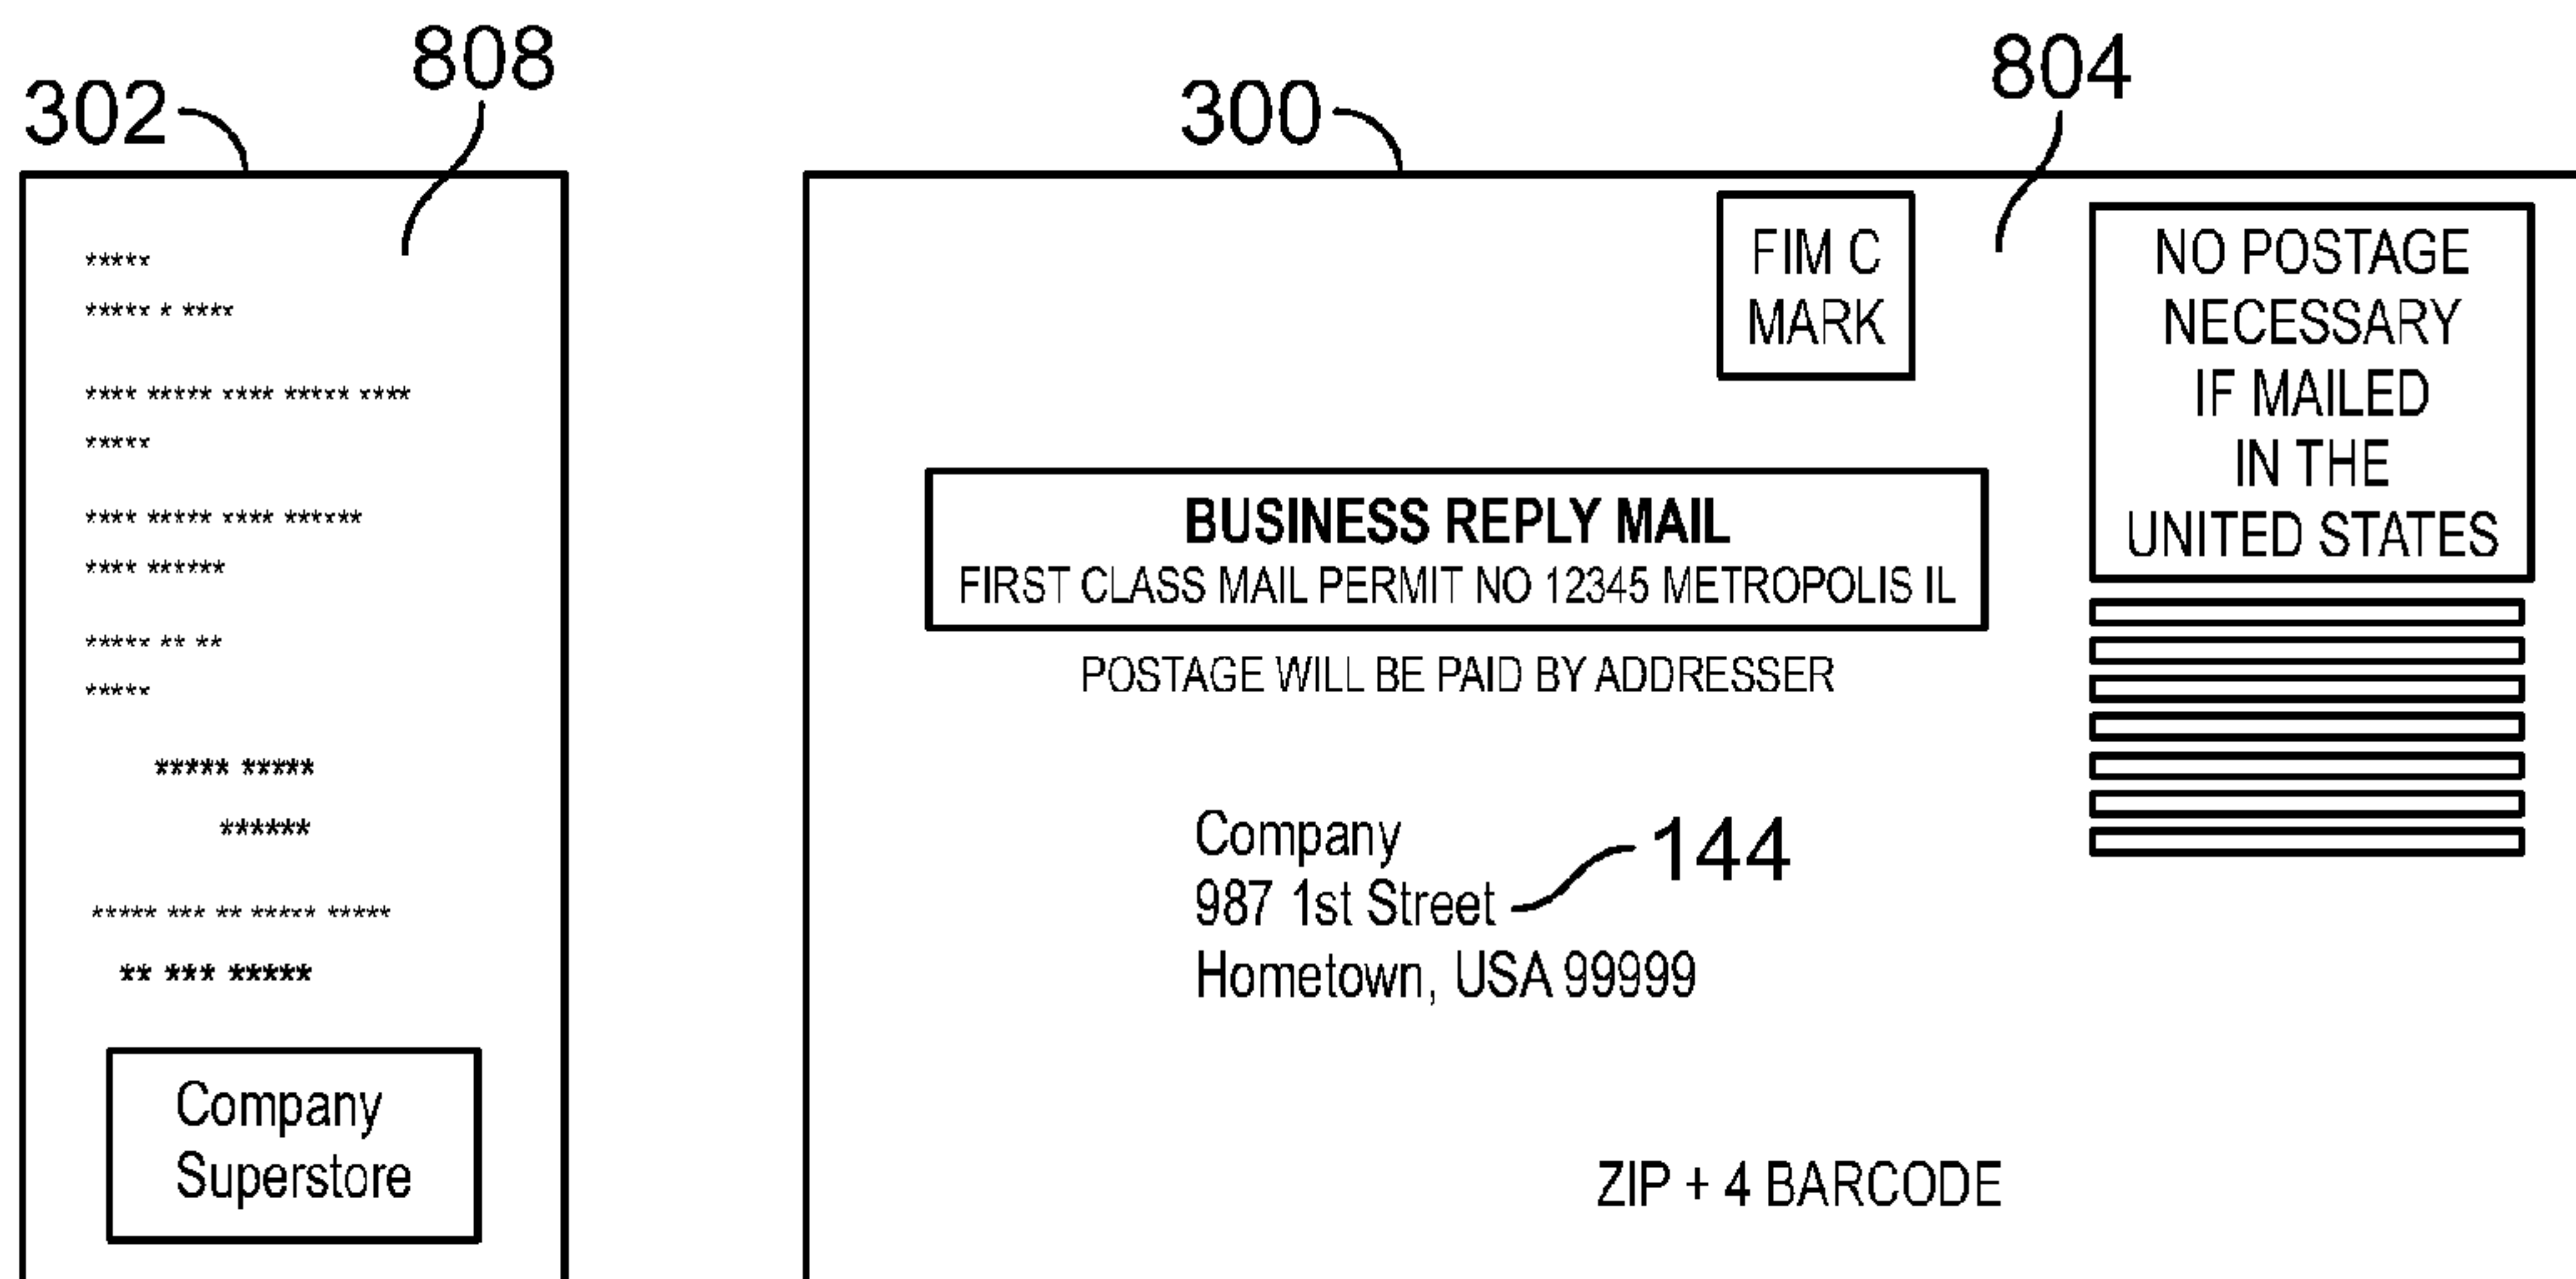 302
808
*****
***** * ****
**** ***** **** ***** ****
*****
**** ***** **** ******
**** ******
***** ** **
*****
***** *****
******
***** *** ** ***** *****
** *** *****
Company
Superstore
300
804
FIM C
MARK
NO POSTAGE
NECESSARY
IF MAILED
IN THE
UNITED STATES
BUSINESS REPLY MAIL
FIRST CLASS MAIL PERMIT NO 12345 METROPOLIS IL
POSTAGE WILL BE PAID BY ADDRESSER
Company
987 1st Street
Hometown, USA 99999
144
ZIP + 4 BARCODE